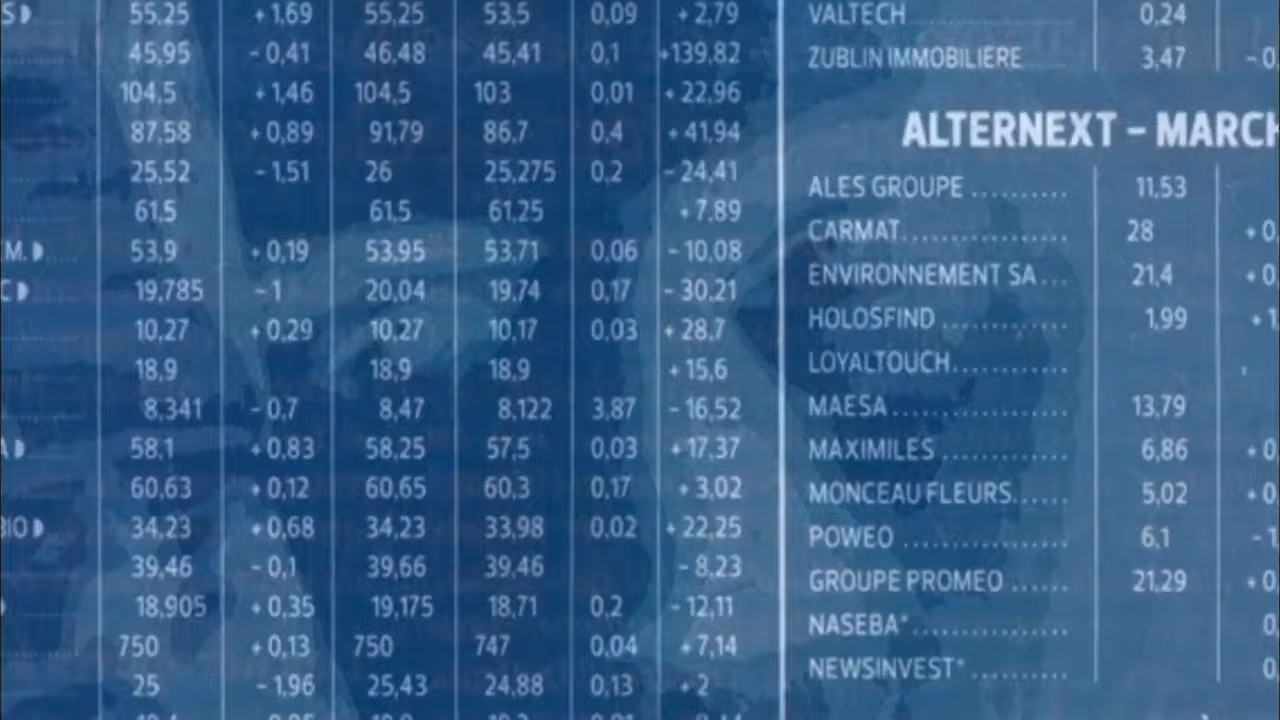 S 55,25 +1,69 55,25 53,5 0,09 +2,79
45,95 -0,41 46,48 45,41 0,1 +139,82
104,5 +1,46 104,5 103 0,01 +22,96
87,58 +0,89 91,79 86,7 0,4 +41,94
25,52 -1,51 26 25,275 0,2 -24,41
61,5 61,5 61,25 +7,89
M. 53,9 +0,19 53,95 53,71 0,06 -10,08
C 19,785 -1 20,04 19,74 0,17 -30,21
10,27 +0,29 10,27 10,17 0,03 +28,7
18,9 18,9 18,9 +15,6
8,341 -0,7 8,47 8,122 3,87 -16,52
A 58,1 +0,83 58,25 57,5 0,03 +17,37
60,63 +0,12 60,65 60,3 0,17 +3,02
BIO 34,23 +0,68 34,23 33,98 0,02 +22,25
39,46 -0,1 39,66 39,46 -8,23
18,905 +0,35 19,175 18,71 0,2 -12,11
750 +0,13 750 747 0,04 +7,14
25 -1,96 25,43 24,88 0,13 +2
VALTECH 0,24
ZUBLIN IMMOBILIERE 3,47 -0,
ALTERNEXT - MARCH
ALES GROUPE .......... 11,53
CARMAT.................. 28 +0,
ENVIRONNEMENT SA... 21,4 +0,
HOLOSFIND ............. 1,99 +1
LOYALTOUCH............
MAESA................... 13,79
MAXIMILES .............. 6,86 +0,
MONCEAU FLEURS...... 5,02 +0,
POWEO ................. 6,1 -1
GROUPE PROMEO ...... 21,29 +0,
NASEBA*................ 0,
NEWSINVEST*.......... 0,